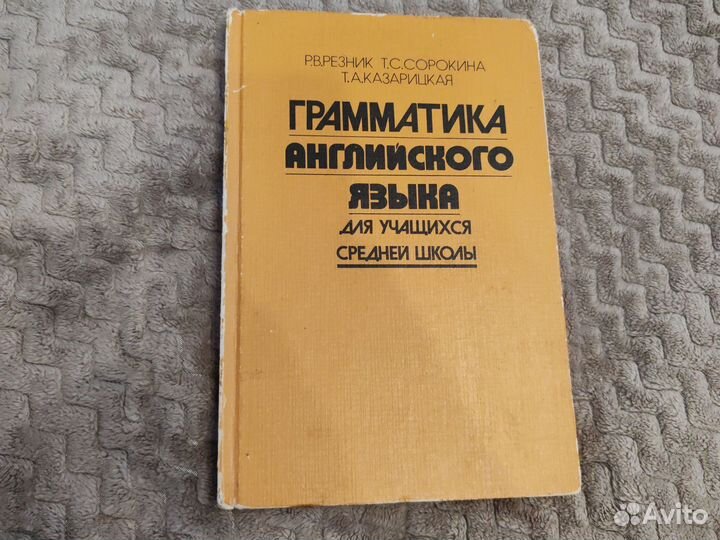 Р.В.РЕЗНИК Т.С.СОРОКИНА
Т.А.КАЗАРИЦКАЯ
ГРАММАТИКА
АНГЛИЙСКОГО
ЯЗЫКА
ДЛЯ УЧАЩИХСЯ
СРЕДНЕЙ ШКОЛЫ
Avito